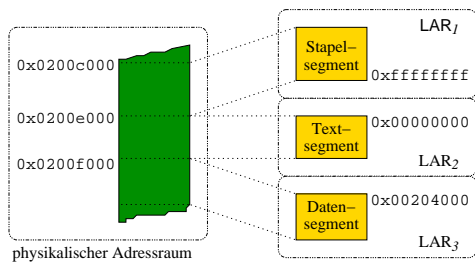 0x0200c000
0x0200e000
0x0200f000
physikalischer Adressraum
LAR1
Stapel–
segment
0xffffffff
Text–
segment
0x00000000
LAR2
Daten–
segment
0x00204000
LAR3